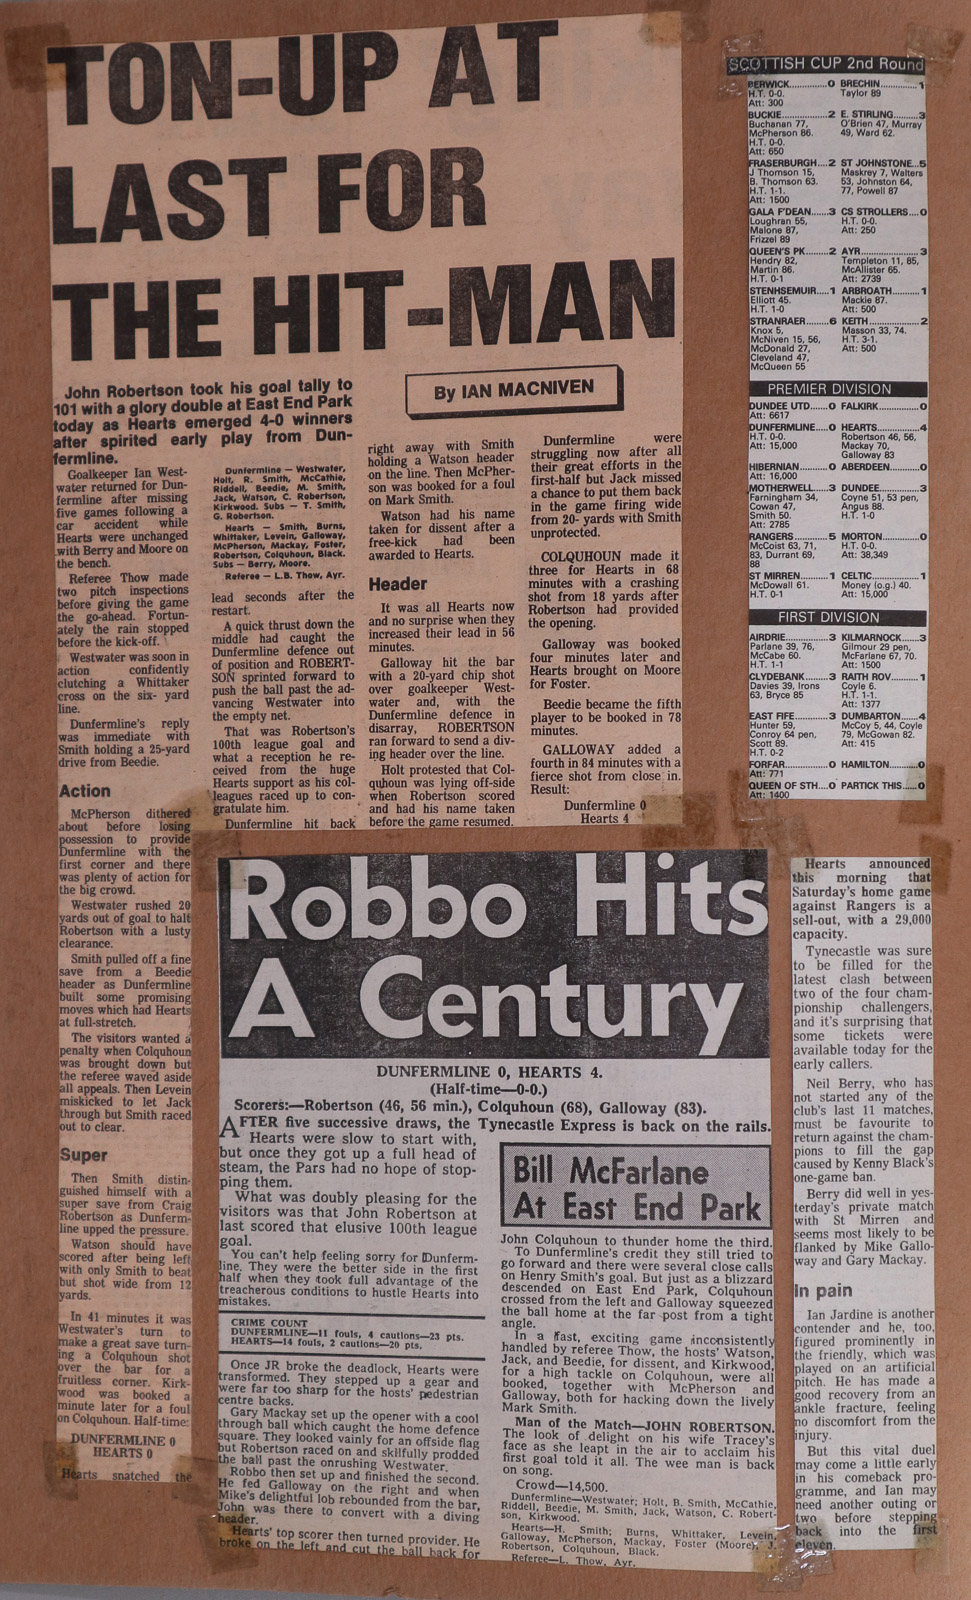 TON-UP AT
LAST FOR
THE HIT-MAN
By IAN MACNIVEN
John Robertson took his goal tally to
101 with a glory double at East End Park
today as Hearts emerged 4-0 winners
after spirited early play from Dun-
fermline.
Goalkeeper Ian West-
water returned for Dun-
fermline after missing
five games following a
car accident while
Hearts were unchanged
with Berry and Moore on
the bench.
Referee Thow made
two pitch inspections
before giving the game
the go-ahead. Fortun-
ately the rain stopped
before the kick-off.
Westwater was soon in
action confidently
clutching a Whittaker
cross on the six- yard
line.
Dunfermline's reply
was immediate with
Smith holding a 25-yard
drive from Beedie.
Action
McPherson dithered
about before losing
possession to provide
Dunfermline with the
first corner and there
was plenty of action for
the big crowd.
Westwater rushed 20
yards out of goal to halt
Robertson with a lusty
clearance.
Smith pulled off a fine
save from a Beedie
header as Dunfermline
built some promising
moves which had Hearts
at full-stretch.
The visitors wanted a
penalty when Colquhoun
was brought down but
the referee waved aside
all appeals. Then Levein
miskicked to let Jack
through but Smith raced
out to clear.
Super
Then Smith distin-
guished himself with a
super save from Craig
Robertson as Dunferm-
line upped the pressure.
Watson should have
scored after being left
with only Smith to beat
but shot wide from 12
yards.
In 41 minutes it was
Westwater's turn to
make a great save turn-
ing a Colquhoun shot
over the bar for a
fruitless corner. Kirk-
wood was booked a
minute later for a foul
on Colquhoun. Half-time:
DUNFERMLINE 0
HEARTS 0
Hearts snatched the
Dunfermline — Westwater,
Holt, R. Smith, McCathie,
Riddell, Beedie, M. Smith,
Jack, Watson, C. Robertson,
Kirkwood. Subs — T. Smith,
G. Robertson.
Hearts — Smith, Burns,
Whittaker, Levein, Galloway,
McPherson, Mackay, Foster,
Robertson, Colquhoun, Black.
Subs — Berry, Moore.
Referee — L.B. Thow, Ayr.
lead seconds after the
restart.
A quick thrust down the
middle had caught the
Dunfermline defence out
of position and ROBERT-
SON sprinted forward to
push the ball past the ad-
vancing Westwater into
the empty net.
That was Robertson's
100th league goal and
what a reception he re-
ceived from the huge
Hearts support as his col-
leagues raced up to con-
gratulate him.
Dunfermline hit back
right away with Smith
holding a Watson header
on the line. Then McPher-
son was booked for a foul
on Mark Smith.
Watson had his name
taken for dissent after a
free-kick had been
awarded to Hearts.
Header
It was all Hearts now
and no surprise when they
increased their lead in 56
minutes.
Galloway hit the bar
with a 20-yard chip shot
over goalkeeper West-
water and, with the
Dunfermline defence in
disarray, ROBERTSON
ran forward to send a div-
ing header over the line.
Holt protested that Col-
quhoun was lying off-side
when Robertson scored
and had his name taken
before the game resumed.
Dunfermline were
struggling now after all
their great efforts in the
first-half but Jack missed
a chance to put them back
in the game firing wide
from 20- yards with Smith
unprotected.
COLQUHOUN made it
three for Hearts in 68
minutes with a crashing
shot from 18 yards after
Robertson had provided
the opening.
Galloway was booked
four minutes later and
Hearts brought on Moore
for Foster.
Beedie became the fifth
player to be booked in 78
minutes.
GALLOWAY added a
fourth in 84 minutes with a
fierce shot from close in.
Result:
Dunfermline 0
Hearts 4
SCOTTISH CUP 2nd Round
BERWICK..........0 BRECHIN..........1
H.T. 0-0. Taylor 89
Att: 300
BUCKIE..........2 E. STIRLING.....3
Buchanan 77, O'Brien 47, Murray
McPherson 86. 49, Ward 62.
H.T. 0-0.
Att: 650
FRASERBURGH....2 ST JOHNSTONE...5
J Thomson 15, Maskrey 7, Walters
B. Thomson 63. 53, Johnston 64,
H.T. 1-1. 77, Powell 87
Att: 1500
GALA F'DEAN.....3 CS STROLLERS....0
Loughran 55, H.T. 0-0.
Malone 87, Att: 250
Frizzel 89
QUEEN'S PK......2 AYR..........3
Hendry 82, Templeton 11, 85,
Martin 86. McAllister 65.
H.T. 0-1 Att: 2739
STENHSEMUIR.....1 ARBROATH..........1
Elliott 45. Mackie 87.
H.T. 1-0 Att: 500
STRANRAER.......6 KEITH..........2
Knox 5, Masson 33, 74.
McNiven 15, 56, H.T. 3-1.
McDonald 27, Att: 500
Cleveland 47,
McQueen 55
PREMIER DIVISION
DUNDEE UTD.....0 FALKIRK..........0
Att: 6617
DUNFERMLINE....0 HEARTS..........4
H.T. 0-0. Robertson 46, 56,
Att: 15,000 Mackay 70,
Galloway 83
HIBERNIAN.......0 ABERDEEN..........0
Att: 16,000
MOTHERWELL.....3 DUNDEE..........3
Farningham 34, Coyne 51, 53 pen,
Cowan 47, Angus 88.
Smith 50. H.T. 1-0
Att: 2785
RANGERS.........5 MORTON..........0
McCoist 63, 71, H.T. 0-0.
83, Durrant 69, Att: 38,349
88
ST MIRREN.......1 CELTIC..........1
McDowall 61. Money (o.g.) 40.
H.T. 0-1 Att: 15,000
FIRST DIVISION
AIRDRIE..........3 KILMARNOCK.....3
Parlane 39, 76, Gilmour 29 pen,
McCabe 60. McFarlane 67, 70.
H.T. 1-1 Att: 1500
CLYDEBANK.......3 RAITH ROV.......1
Davies 39, Irons Coyle 6.
63, Bryce 85 H.T. 1-1.
Att: 1377
EAST FIFE.......3 DUMBARTON.....4
Hunter 59, McCoy 5, 44, Coyle
Conroy 64 pen, 79, McGowan 82.
Scott 89. Att: 415
H.T. 0-2
FORFAR..........0 HAMILTON........0
Att: 771
QUEEN OF STH....0 PARTICK THIS....0
Att: 1400
Robbo Hits
A Century
DUNFERMLINE 0, HEARTS 4.
(Half-time—0-0.)
Scorers:—Robertson (46, 56 min.), Colquhoun (68), Galloway (83).
AFTER five successive draws, the Tynecastle Express is back on the rails.
Hearts were slow to start with,
but once they got up a full head of
steam, the Pars had no hope of stop-
ping them.
What was doubly pleasing for the
visitors was that John Robertson at
last scored that elusive 100th league
goal.
You can't help feeling sorry for Dunferm-
line. They were the better side in the first
half when they took full advantage of the
treacherous conditions to hustle Hearts into
mistakes.
CRIME COUNT
DUNFERMLINE—11 fouls, 4 cautions—23 pts.
HEARTS—14 fouls, 2 cautions—20 pts.
Once JR broke the deadlock, Hearts were
transformed. They stepped up a gear and
were far too sharp for the hosts' pedestrian
centre backs.
Gary Mackay set up the opener with a cool
through ball which caught the home defence
square. They looked vainly for an offside flag
but Robertson raced on and skilfully prodded
the ball past the onrushing Westwater.
Robbo then set up and finished the second.
He fed Galloway on the right and when
Mike's delightful lob rebounded from the bar,
John was there to convert with a diving
header.
Hearts' top scorer then turned provider. He
broke on the left and cut the ball back for
Bill McFarlane
At East End Park
John Colquhoun to thunder home the third.
To Dunfermline's credit they still tried to
go forward and there were several close calls
on Henry Smith's goal. But just as a blizzard
descended on East End Park, Colquhoun
crossed from the left and Galloway squeezed
the ball home at the far post from a tight
angle.
In a fast, exciting game inconsistently
handled by referee Thow, the hosts' Watson,
Jack, and Beedie, for dissent, and Kirkwood,
for a high tackle on Colquhoun, were all
booked, together with McPherson and
Galloway, both for hacking down the lively
Mark Smith.
Man of the Match—JOHN ROBERTSON.
The look of delight on his wife Tracey's
face as she leapt in the air to acclaim his
first goal told it all. The wee man is back
on song.
Crowd—14,500.
Dunfermline—Westwater; Holt, B. Smith, McCathie,
Riddell, Beedie, M. Smith, Jack, Watson, C. Robert-
son, Kirkwood.
Hearts—H. Smith; Burns, Whittaker, Levein,
Galloway, McPherson, Mackay, Foster (Moore), J.
Robertson, Colquhoun, Black.
Referee—L. Thow, Ayr.
Hearts announced
this morning that
Saturday's home game
against Rangers is a
sell-out, with a 29,000
capacity.
Tynecastle was sure
to be filled for the
latest clash between
two of the four cham-
pionship challengers,
and it's surprising that
some tickets were
available today for the
early callers.
Neil Berry, who has
not started any of the
club's last 11 matches,
must be favourite to
return against the cham-
pions to fill the gap
caused by Kenny Black's
one-game ban.
Berry did well in yes-
terday's private match
with St Mirren and
seems most likely to be
flanked by Mike Gallo-
way and Gary Mackay.
In pain
Ian Jardine is another
contender and he, too,
figured prominently in
the friendly, which was
played on an artificial
pitch. He has made a
good recovery from an
ankle fracture, feeling
no discomfort from the
injury.
But this vital duel
may come a little early
in his comeback pro-
gramme, and Ian may
need another outing or
two before stepping
back into the first
eleven.